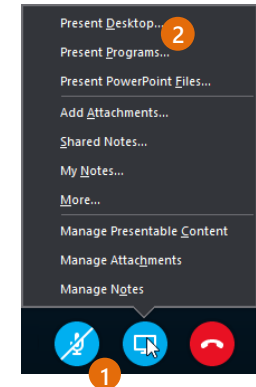 Present Desktop...
2
Present Programs...
Present PowerPoint Files...
Add Attachments...
Shared Notes...
My Notes...
More...
Manage Presentable Content
Manage Attachments
Manage Notes
1